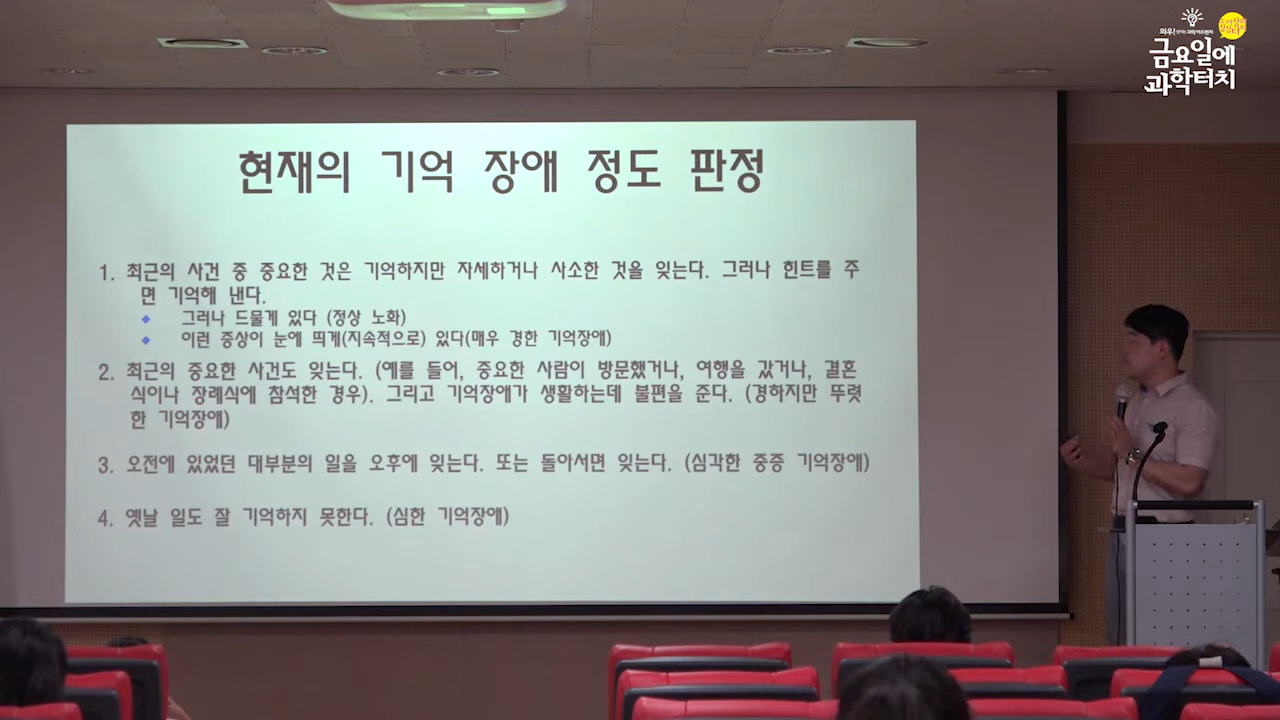 금요일에
과학터치
현재의 기억 장애 정도 판정
1. 최근의 사건 중 중요한 것은 기억하지만 자세하거나 사소한 것을 잊는다. 그러나 힌트를 주
면 기억해 낸다.
그러나 드물게 있다 (정상 노화)
이런 증상이 눈에 띄게(지속적으로) 있다(매우 경한 기억장애)
2. 최근의 중요한 사건도 잊는다. (예를 들어, 중요한 사람이 방문했거나, 여행을 갔거나, 결혼
식이나 장례식에 참석한 경우). 그리고 기억장애가 생활하는데 불편을 준다. (경하지만 뚜렷
한 기억장애)
3. 오전에 있었던 대부분의 일을 오후에 잊는다. 또는 돌아서면 잊는다. (심각한 중증 기억장애)
4. 옛날 일도 잘 기억하지 못한다. (심한 기억장애)